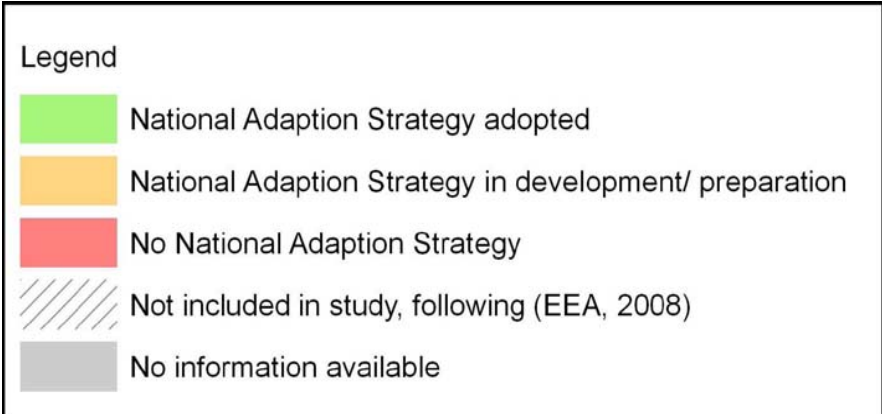 Legend
National Adaption Strategy adopted
National Adaption Strategy in development/ preparation
No National Adaption Strategy
Not included in study, following (EEA, 2008)
No information available